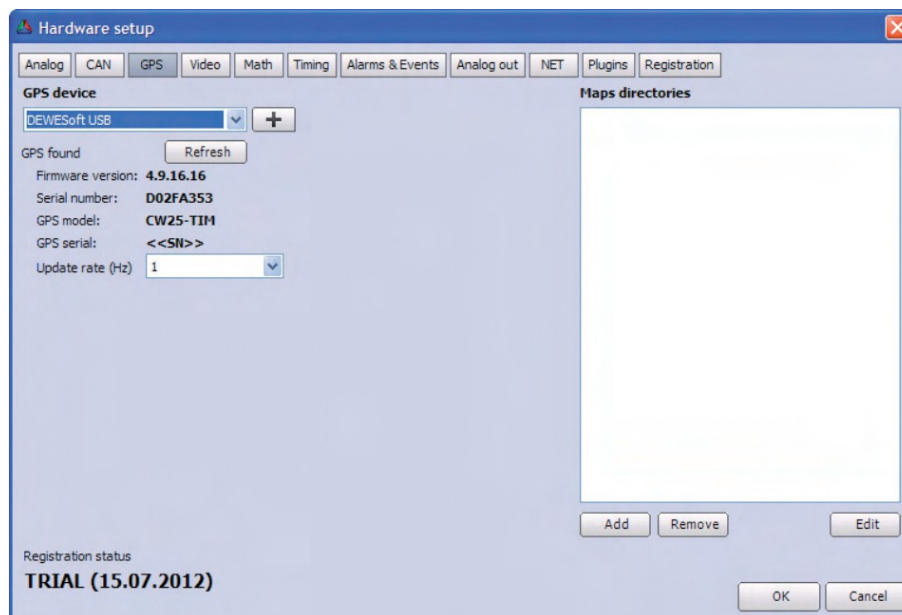 Hardware setup
Analog CAN GPS Video Math Timing Alarms & Events Analog out NET Plugins Registration
GPS device
DEWESoft USB
GPS found Refresh
Firmware version: 4.9.16.16
Serial number: D02FA353
GPS model: CW25-TIM
GPS serial: <<SN>>
Update rate (Hz) 1
Maps directories
Add Remove Edit
Registration status
TRIAL (15.07.2012)
OK Cancel